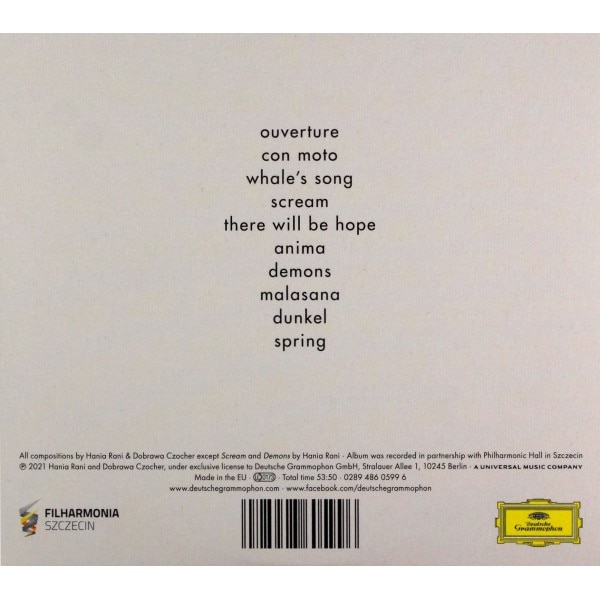 ouverture
con moto
whale's song
scream
there will be hope
anima
demons
malasana
dunkel
spring
All compositions by Hania Rani & Dobrawa Czocher except Scream and Demons by Hania Rani · Album was recorded in partnership with Philharmonic Hall in Szczecin
℗ 2021 Hania Rani and Dobrawa Czocher, under exclusive license to Deutsche Grammophon GmbH, Stralauer Allee 1, 10245 Berlin · A UNIVERSAL MUSIC COMPANY
Made in the EU · · Total time 53:50 · 0289 486 0599 6
www.deutschegrammophon.com · www.facebook.com/deutschegrammophon
FILHARMONIA
SZCZECIN
Deutsche
Grammophon